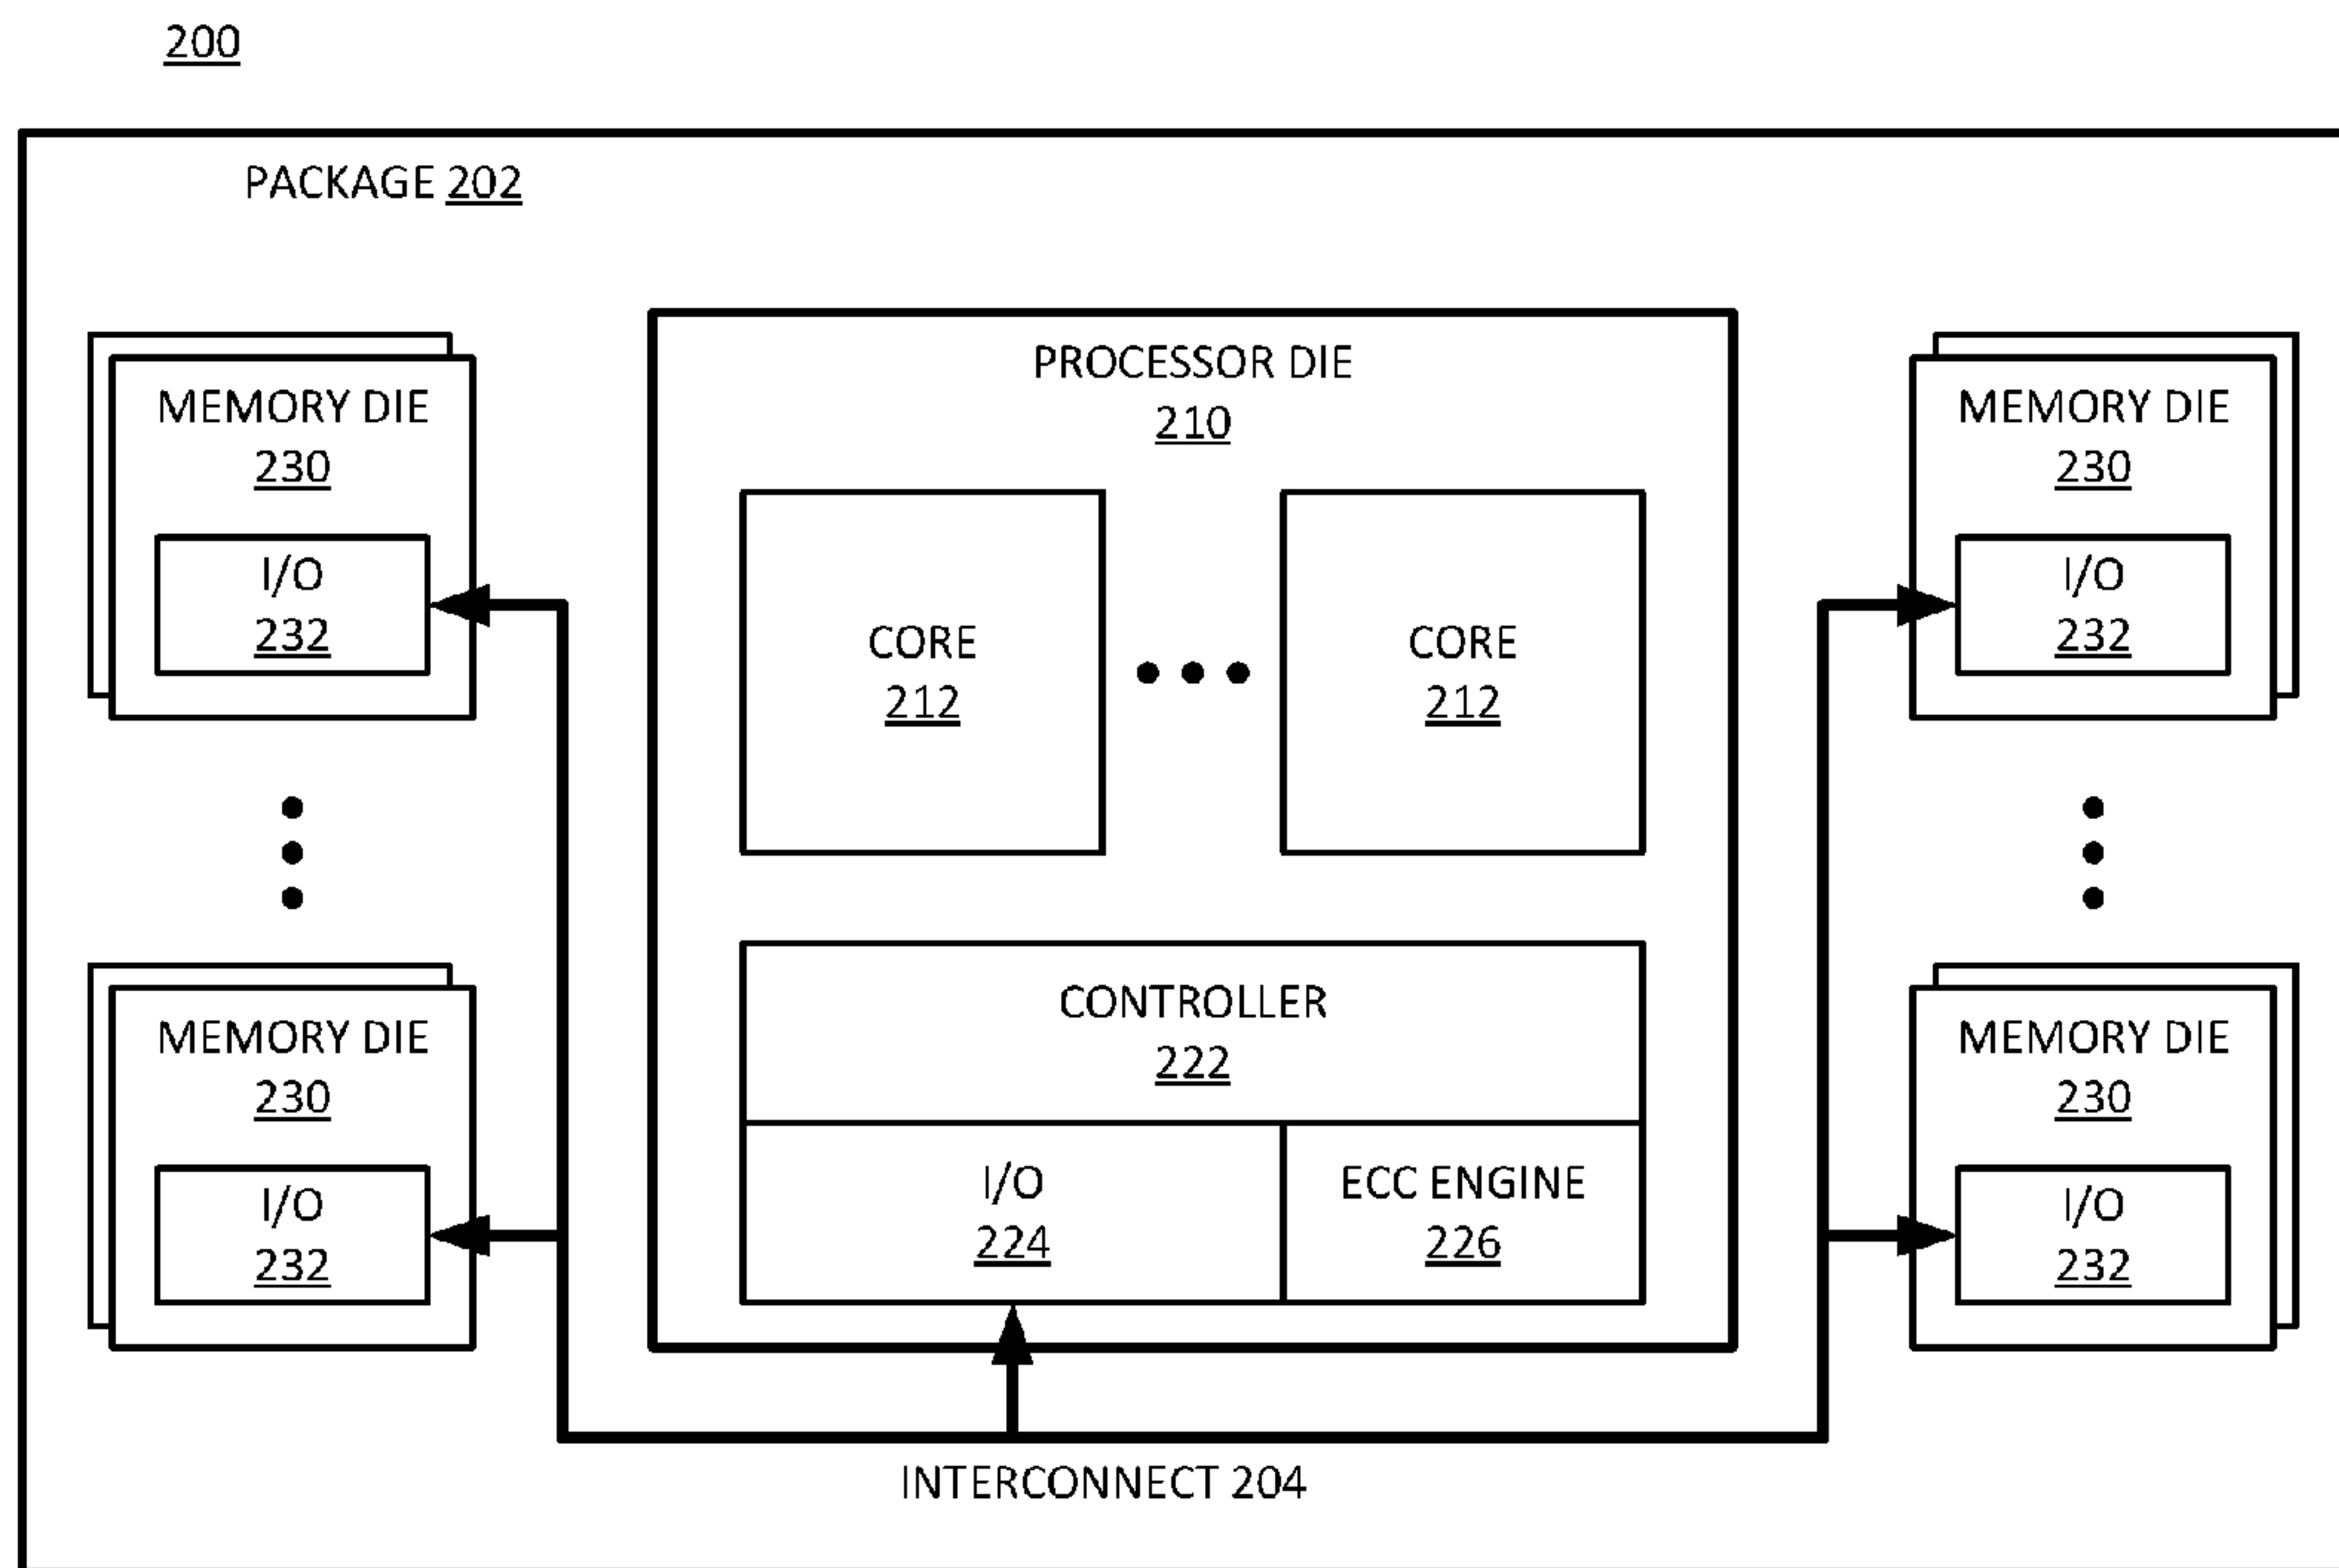 200
PACKAGE 202
MEMORY DIE
230
I/O
232
MEMORY DIE
230
I/O
232
PROCESSOR DIE
210
CORE
212
CORE
212
CONTROLLER
222
I/O
224
ECC ENGINE
226
MEMORY DIE
230
I/O
232
MEMORY DIE
230
I/O
232
INTERCONNECT 204